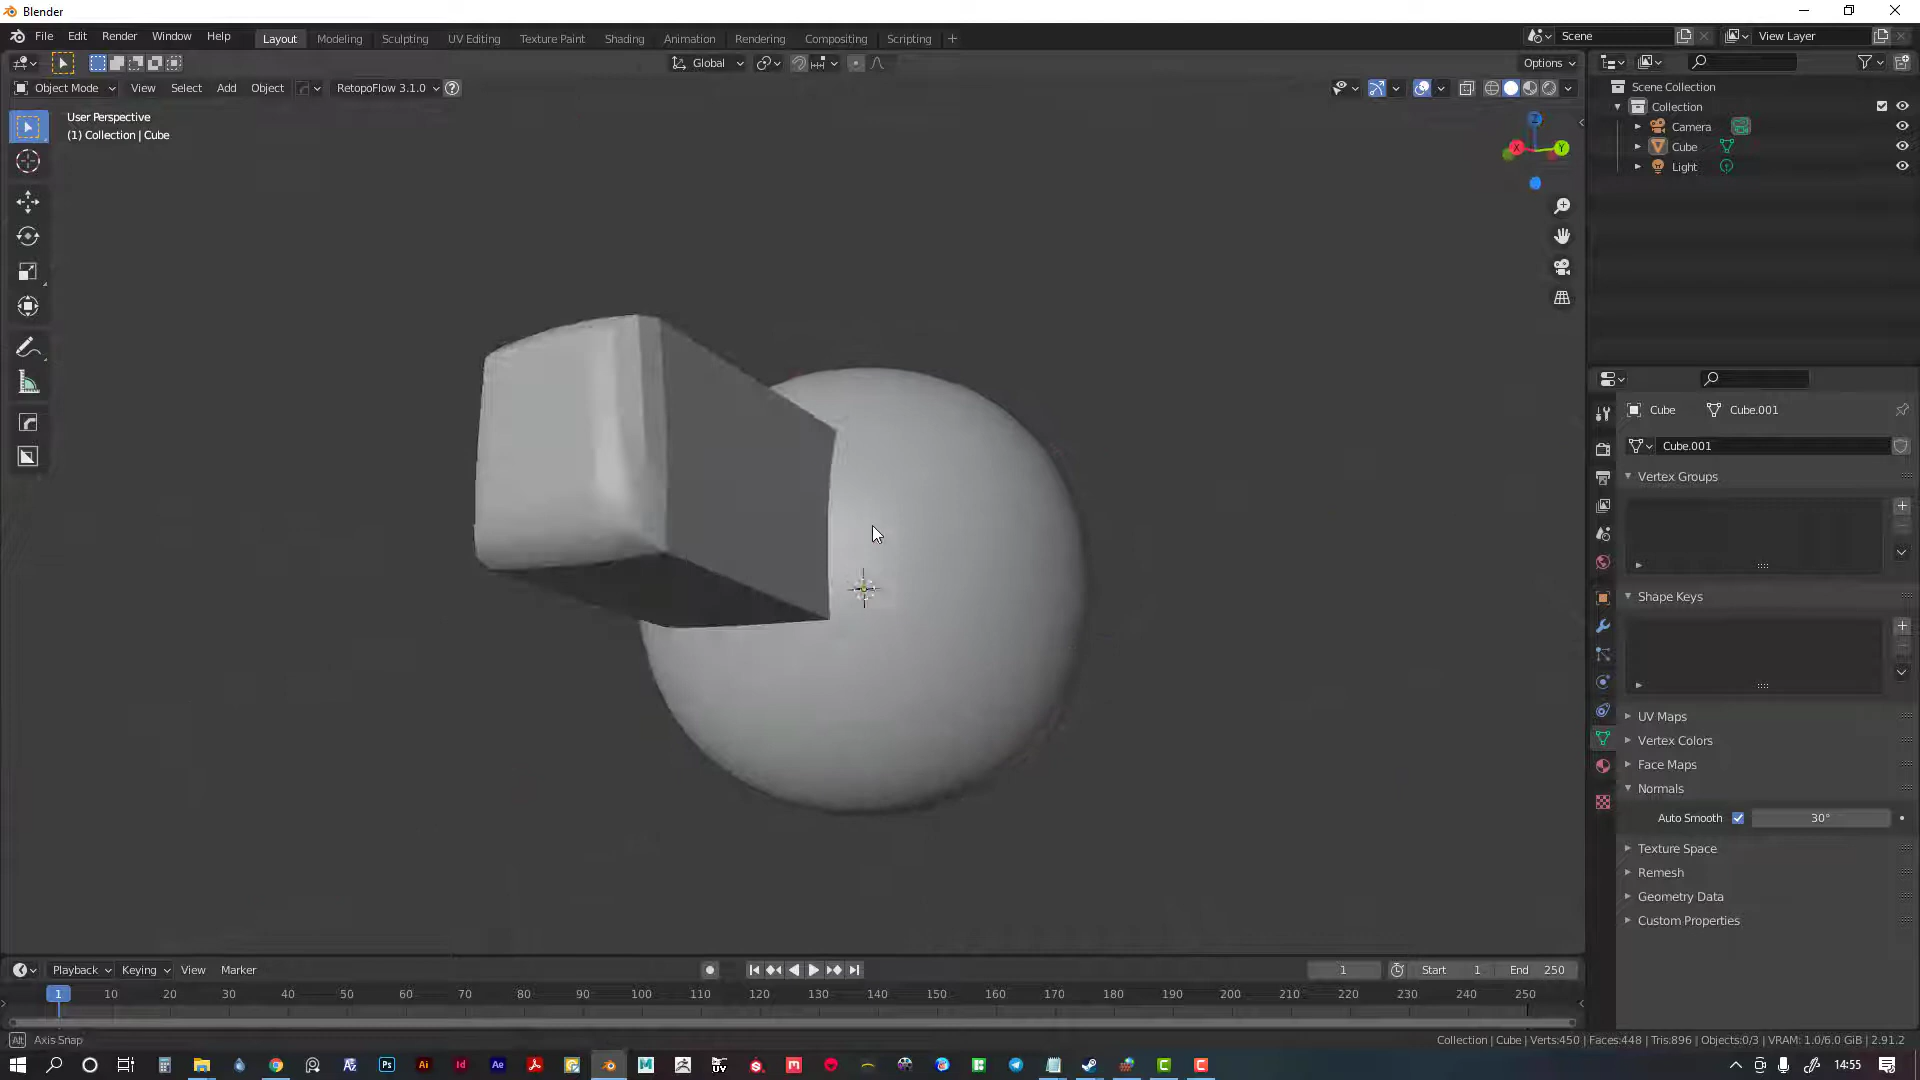 Blender
File Edit Render Window Help Layout Modeling Sculpting UV Editing Texture Paint Shading Animation Rendering Compositing Scripting Scene View Layer
Global Options
Object Mode View Select Add Object RetopoFlow 3.1.0
User Perspective
(1) Collection | Cube
X Y Z
Scene Collection
Collection
Camera
Cube
Light
Cube Cube.001
Cube.001
Vertex Groups
Shape Keys
UV Maps
Vertex Colors
Face Maps
Normals
Auto Smooth 30°
Texture Space
Remesh
Geometry Data
Custom Properties
Playback Keying View Marker 1 Start 1 End 250
1 10 20 30 40 50 60 70 80 90 100 110 120 130 140 150 160 170 180 190 200 210 220 230 240 250
Alt Axis Snap Collection | Cube | Verts:450 | Faces:448 | Tris:896 | Objects:0/3 | VRAM: 1.0/6.0 GiB | 2.91.2
Ps Ai Id Ae UV 14:55